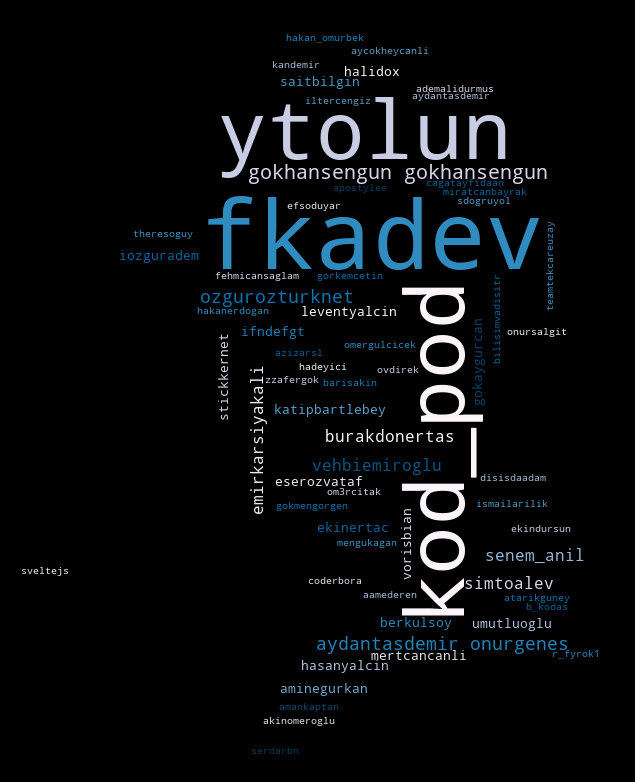 hakan_omurbek
aycokheycanli
kandemir
halidox
saitbilgin
ademalidurmus
iltercengiz
aydantasdemir
ytolun
gokhansengun gokhansengun
apostylee
cagatayfidaan
miratcanbayrak
sdogruyol
efsoduyar
fkadev
theresoguy
iozguradem
teamtekcareuzay
fehmicansaglam
gorkemcetin
bilisimvadisitr
ozgurozturknet
hakanerdogan
leventyalcin
kod_pod
gokaygurcan
ifndefgt
onursalgit
omergulcicek
azizarsl
stickkernet
hadeyici
ovdirek
emirkarsiyakali
zzafergok
barisakin
katipbartlebey
burakdonertas
vehbiemiroglu
eserozvataf
disisdaadam
om3rcitak
gokmengorgen
ismailarilik
vorisbian
ekinertac
ekindursun
mengukagan
senem_anil
sveltejs
coderbora
simtoalev
aamederen
atarikguney
b_kodas
berkulsoy
umutluoglu
aydantasdemir onurgenes
mertcancanli
r_fyrok1
hasanyalcin
aminegurkan
amankaptan
akinomeroglu
serdarbn